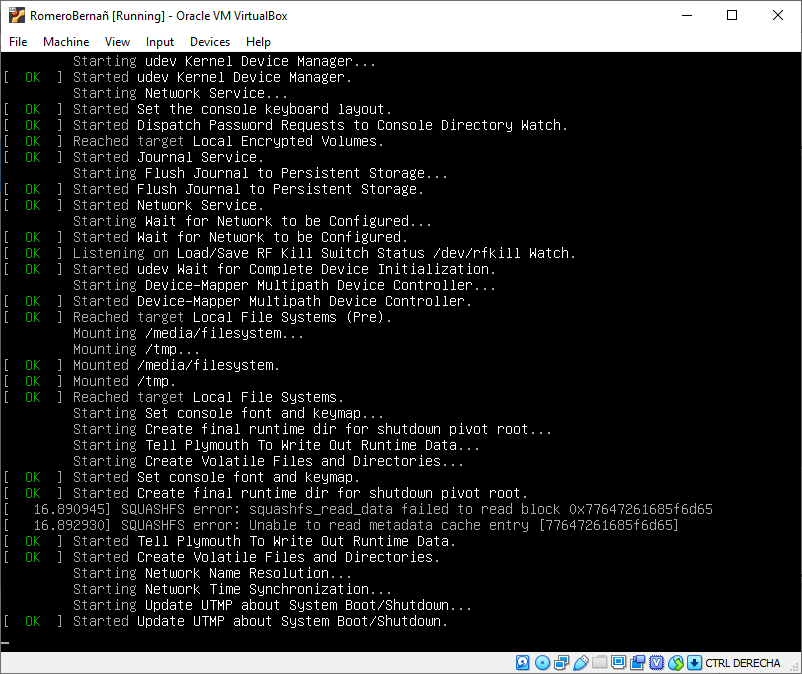 RomeroBernañ [Running] - Oracle VM VirtualBox
File Machine View Input Devices Help
Starting udev Kernel Device Manager...
[ OK ] Started udev Kernel Device Manager.
Starting Network Service...
[ OK ] Started Set the console keyboard layout.
[ OK ] Started Dispatch Password Requests to Console Directory Watch.
[ OK ] Reached target Local Encrypted Volumes.
[ OK ] Started Journal Service.
Starting Flush Journal to Persistent Storage...
[ OK ] Started Flush Journal to Persistent Storage.
[ OK ] Started Network Service.
Starting Wait for Network to be Configured...
[ OK ] Started Wait for Network to be Configured.
[ OK ] Listening on Load/Save RF Kill Switch Status /dev/rfkill Watch.
[ OK ] Started udev Wait for Complete Device Initialization.
Starting Device-Mapper Multipath Device Controller...
[ OK ] Started Device-Mapper Multipath Device Controller.
[ OK ] Reached target Local File Systems (Pre).
Mounting /media/filesystem...
Mounting /tmp...
[ OK ] Mounted /media/filesystem.
[ OK ] Mounted /tmp.
[ OK ] Reached target Local File Systems.
Starting Set console font and keymap...
Starting Create final runtime dir for shutdown pivot root...
Starting Tell Plymouth To Write Out Runtime Data...
Starting Create Volatile Files and Directories...
[ OK ] Started Set console font and keymap.
[ OK ] Started Create final runtime dir for shutdown pivot root.
[ 16.890945] SQUASHFS error: squashfs_read_data failed to read block 0x77647261685f6d65
[ 16.892930] SQUASHFS error: Unable to read metadata cache entry [77647261685f6d65]
[ OK ] Started Tell Plymouth To Write Out Runtime Data.
[ OK ] Started Create Volatile Files and Directories.
Starting Network Name Resolution...
Starting Network Time Synchronization...
Starting Update UTMP about System Boot/Shutdown...
[ OK ] Started Update UTMP about System Boot/Shutdown.
CTRL DERECHA